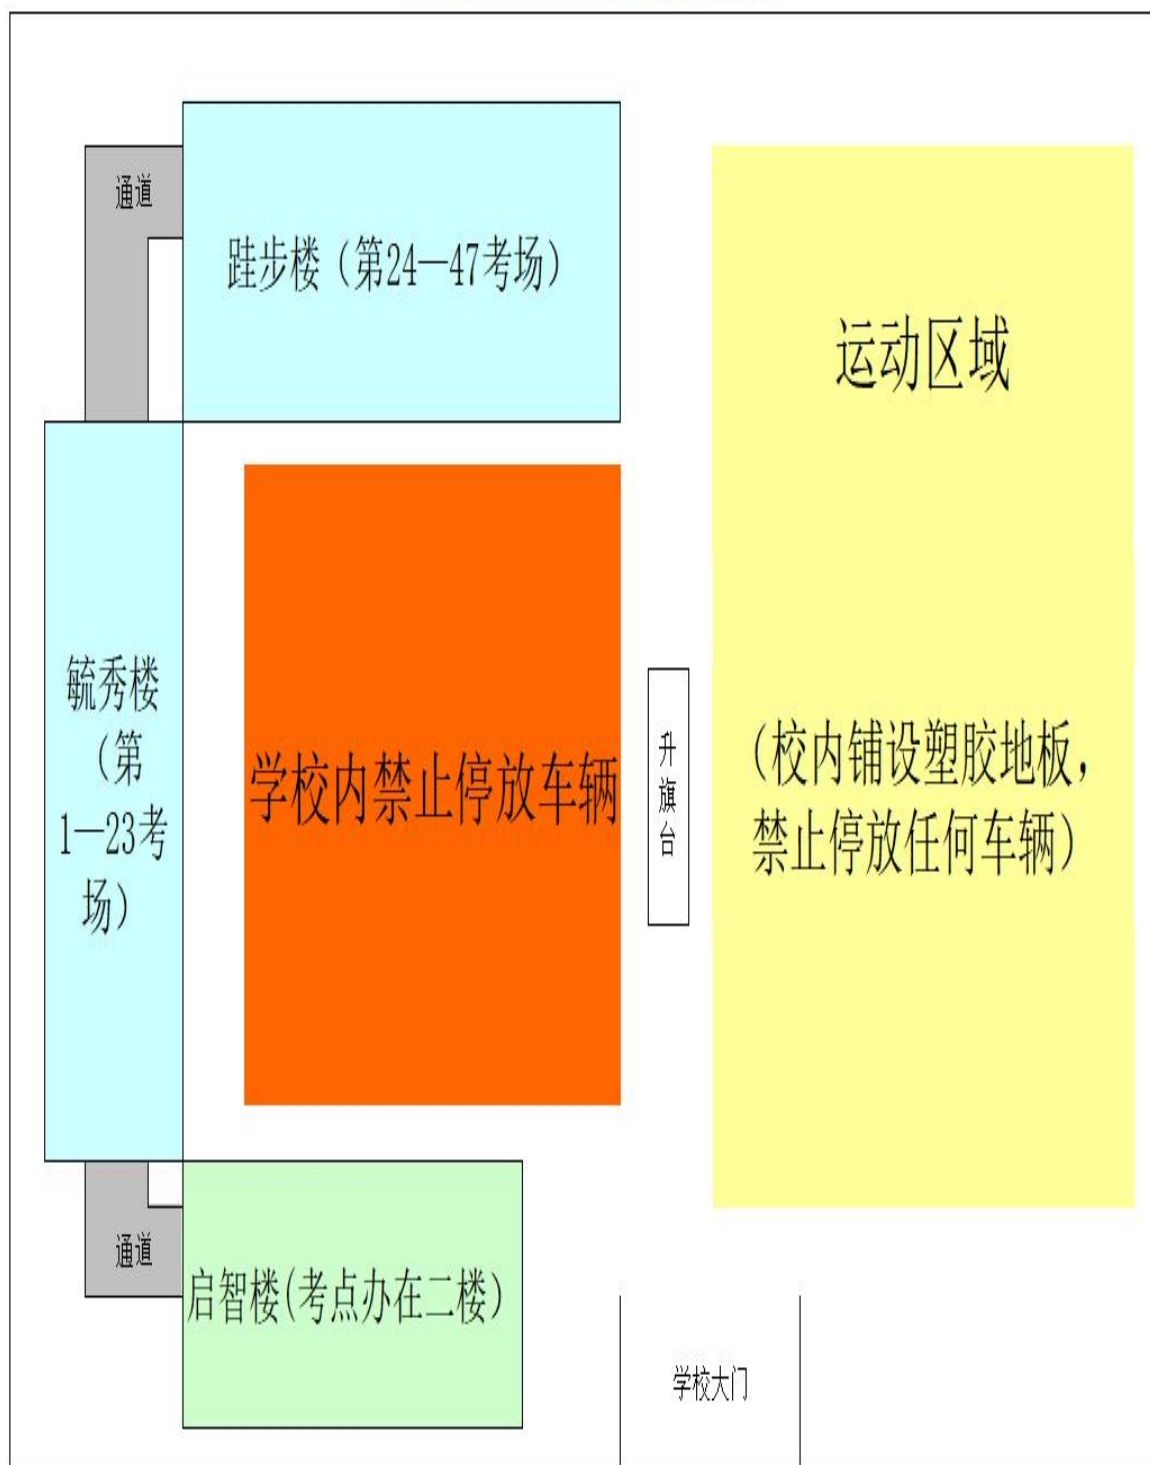 通道
跬步楼（第24—47考场）
运动区域
毓秀楼
（第
1—23考
场）
学校内禁止停放车辆
升
旗
台
（校内铺设塑胶地板，
禁止停放任何车辆）
通道
启智楼(考点办在二楼）
学校大门